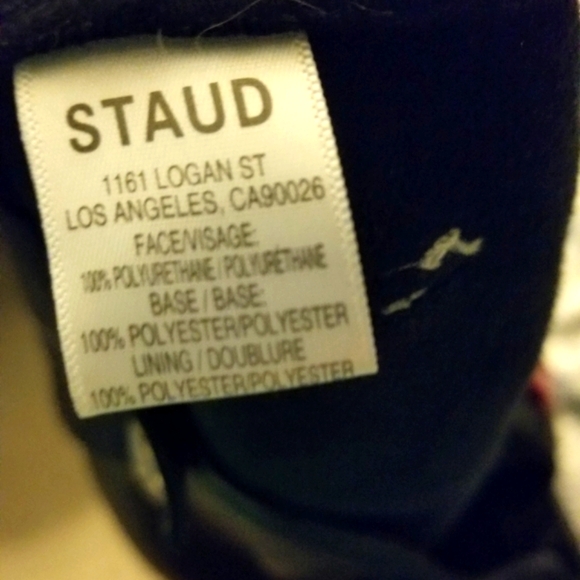 STAUD
1161 LOGAN ST
LOS ANGELES, CA90026
FACE/VISAGE:
100% POLYURETHANE / POLYURÉTHANE
BASE / BASE:
100% POLYESTER/POLYESTER
LINING / DOUBLURE
100% POLYESTER/POLYESTER